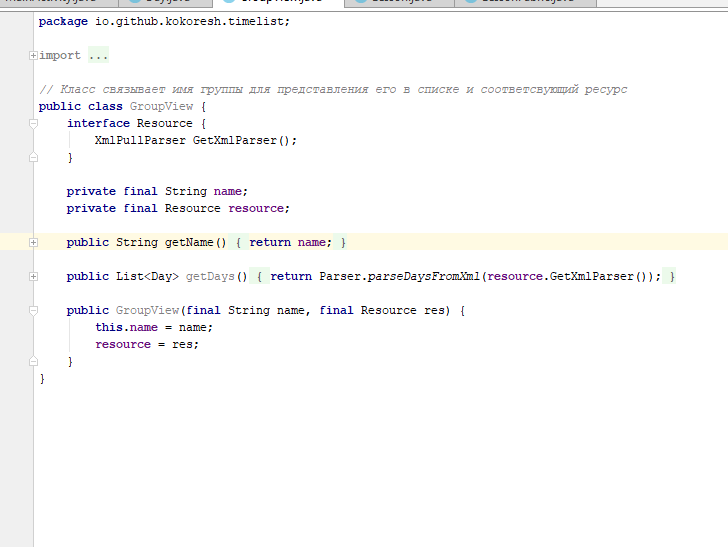 package io.github.kokoresh.timelist;
import ...
// Класс связывает имя группы для представления его в списке и соответсвующий ресурс
public class GroupView {
interface Resource {
XmlPullParser GetXmlParser();
}
private final String name;
private final Resource resource;
public String getName() { return name; }
public List<Day> getDays() { return Parser.parseDaysFromXml(resource.GetXmlParser()); }
public GroupView(final String name, final Resource res) {
this.name = name;
resource = res;
}
}